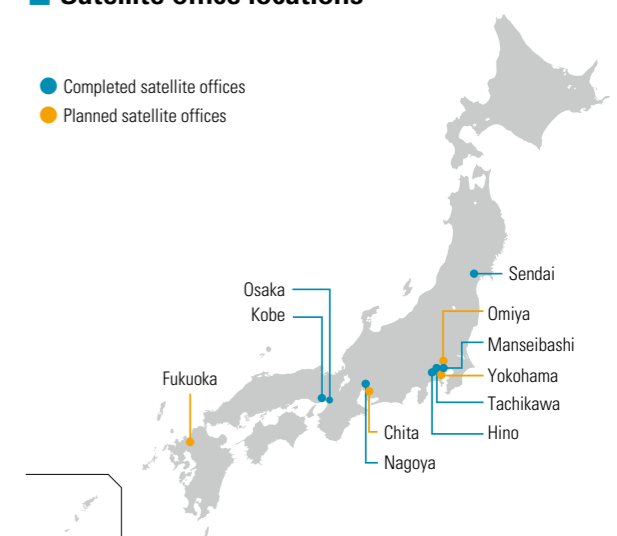 Satellite office locations
Completed satellite offices
Planned satellite offices
Sendai
Osaka
Omiya
Kobe
Manseibashi
Fukuoka
Yokohama
Tachikawa
Chita
Hino
Nagoya